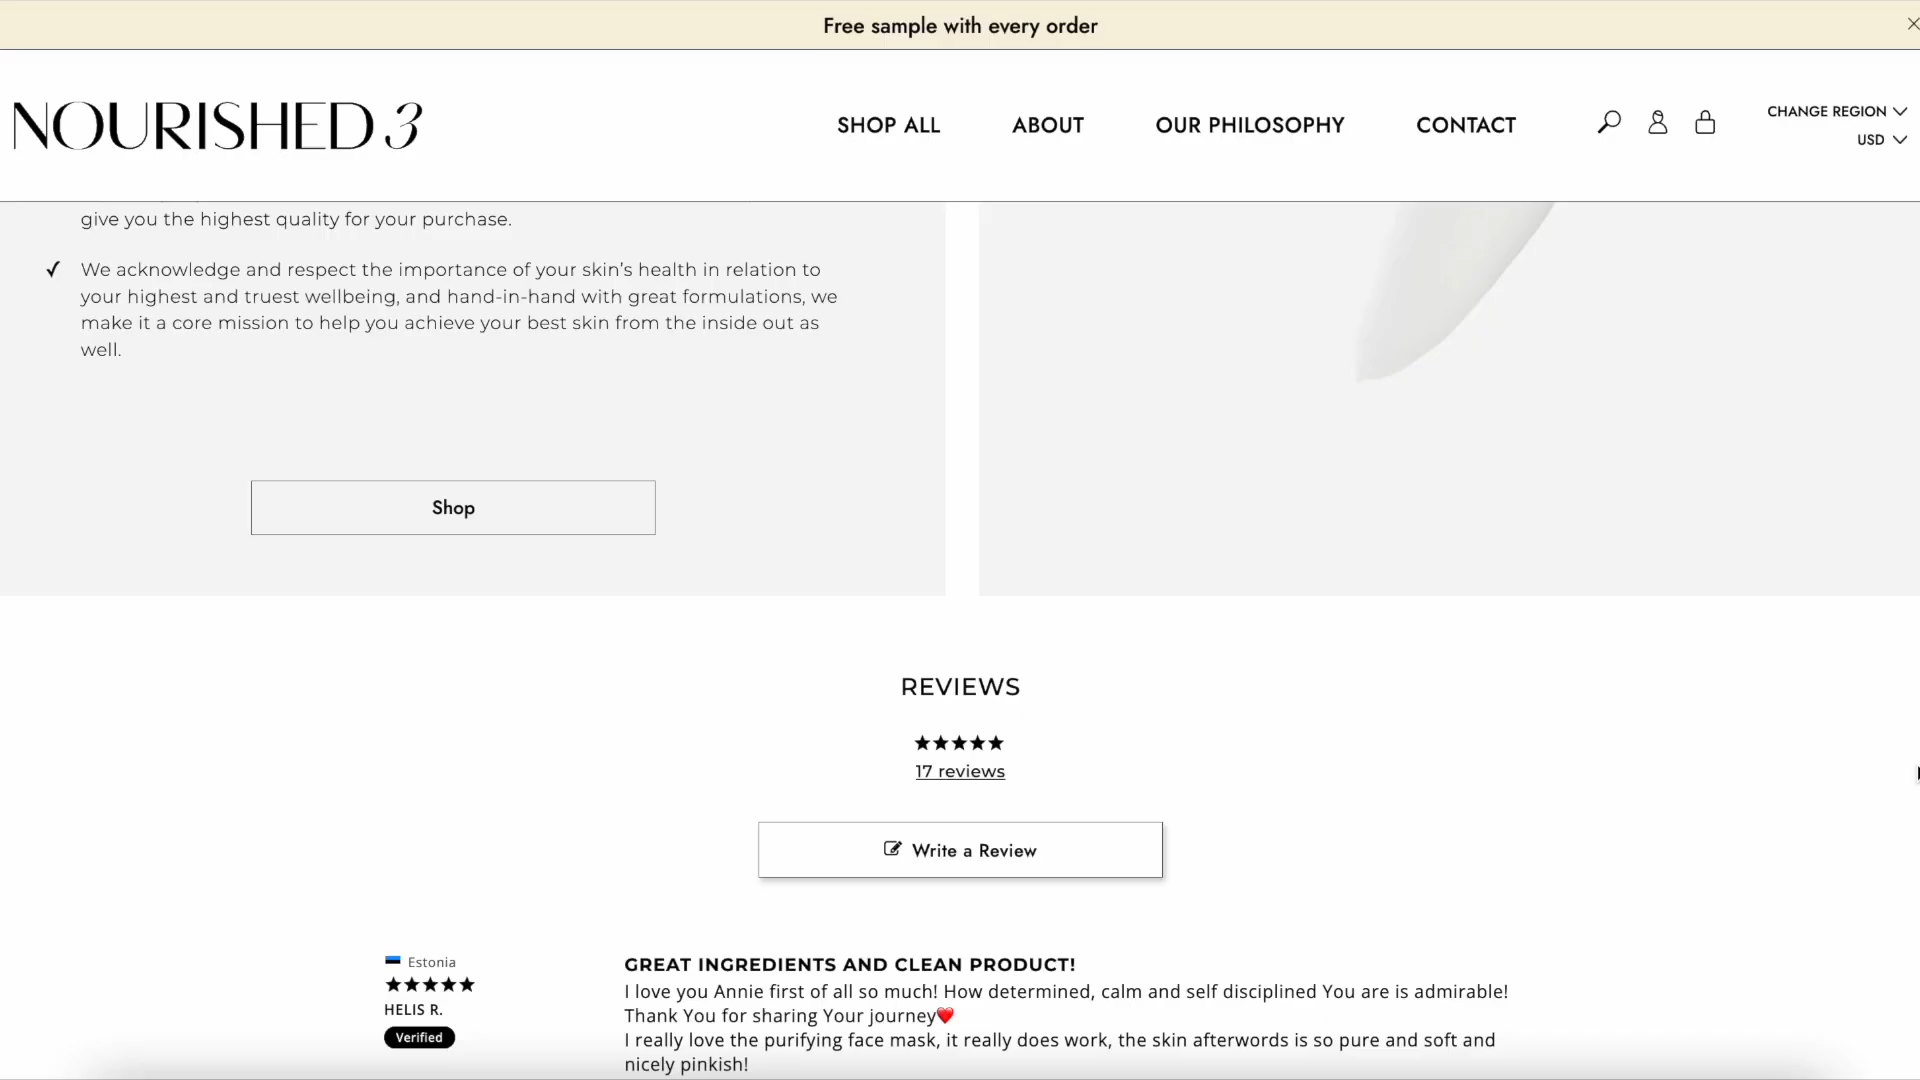 Free sample with every order
NOURISHED 3
SHOP ALL
ABOUT
OUR PHILOSOPHY
CONTACT
CHANGE REGION
USD
give you the highest quality for your purchase.
We acknowledge and respect the importance of your skin’s health in relation to
your highest and truest wellbeing, and hand-in-hand with great formulations, we
make it a core mission to help you achieve your best skin from the inside out as
well.
Shop
REVIEWS
17 reviews
Write a Review
Estonia
HELIS R.
Verified
GREAT INGREDIENTS AND CLEAN PRODUCT!
I love you Annie first of all so much! How determined, calm and self disciplined You are is admirable!
Thank You for sharing Your journey❤️
I really love the purifying face mask, it really does work, the skin afterwords is so pure and soft and
nicely pinkish!